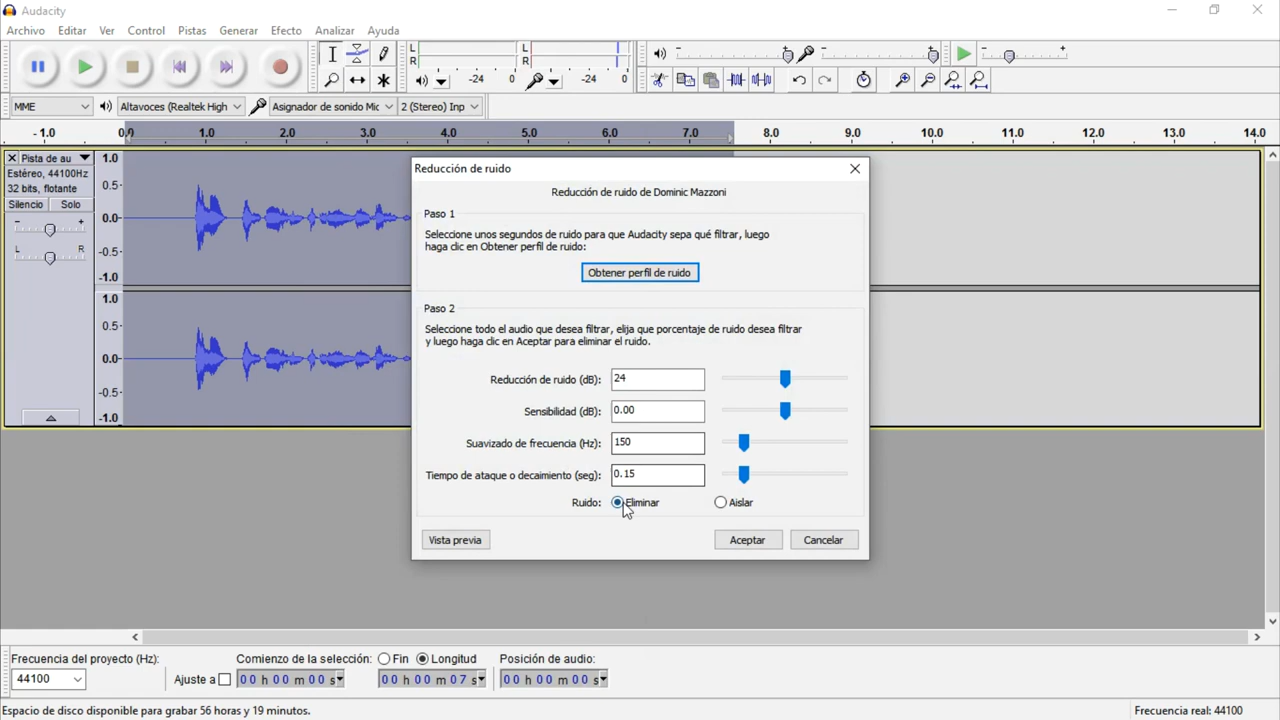 Audacity
Archivo Editar Ver Control Pistas Generar Efecto Analizar Ayuda
L
R
-24 0
L
R
-24 0
MME Altavoces (Realtek High Asignador de sonido Mic 2 (Stereo) Inp
-1.0 0.0 1.0 2.0 3.0 4.0 5.0 6.0 7.0 8.0 9.0 10.0 11.0 12.0 13.0 14.0
Pista de au
Estéreo, 44100Hz
32 bits, flotante
Silencio Solo
- +
L R
1.0
0.5
0.0
-0.5
-1.0
1.0
0.5
0.0
-0.5
-1.0
Reducción de ruido
Reducción de ruido de Dominic Mazzoni
Paso 1
Seleccione unos segundos de ruido para que Audacity sepa qué filtrar, luego
haga clic en Obtener perfil de ruido:
Obtener perfil de ruido
Paso 2
Seleccione todo el audio que desea filtrar, elija que porcentaje de ruido desea filtrar
y luego haga clic en Aceptar para eliminar el ruido.
Reducción de ruido (dB): 24
Sensibilidad (dB): 0.00
Suavizado de frecuencia (Hz): 150
Tiempo de ataque o decaimiento (seg): 0.15
Ruido: Eliminar Aislar
Vista previa Aceptar Cancelar
Frecuencia del proyecto (Hz): Comienzo de la selección: Fin Longitud Posición de audio:
44100 Ajuste a 00 h 00 m 00 s 00 h 00 m 07 s 00 h 00 m 00 s
Espacio de disco disponible para grabar 56 horas y 19 minutos. Frecuencia real: 44100